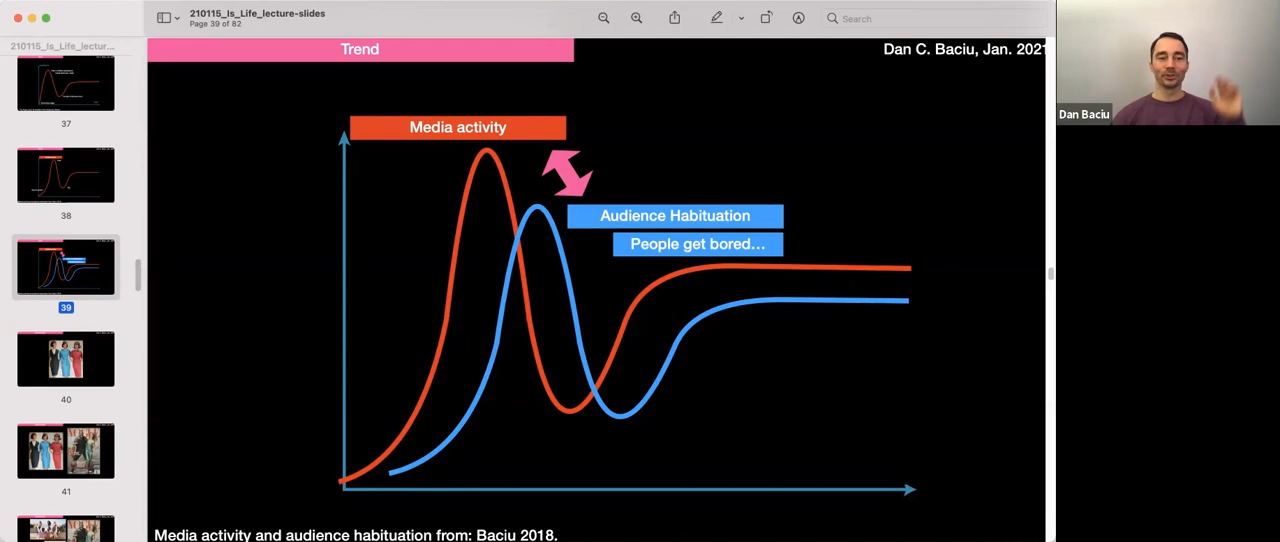 210115_Is_Life_lecture-slides
Page 39 of 82
Search
210115_Is_Life_lectur...
37
38
39
40
41
Trend
Dan C. Baciu, Jan. 2021
Media activity
Audience Habituation
People get bored...
Media activity and audience habituation from: Baciu 2018.
Dan Baciu